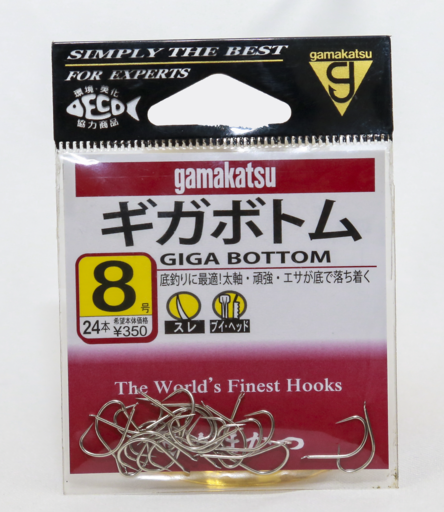 SIMPLY THE BEST
FOR EXPERTS
gamakatsu
環境・美化
DECO
協力商品
gamakatsu
ギガボトム
GIGA BOTTOM
8号
底釣りに最適!太軸・頑強・エサが底で落ち着く
24本 希望本体価格 ¥350
スレ
ブイ・ヘッド
The World's Finest Hooks